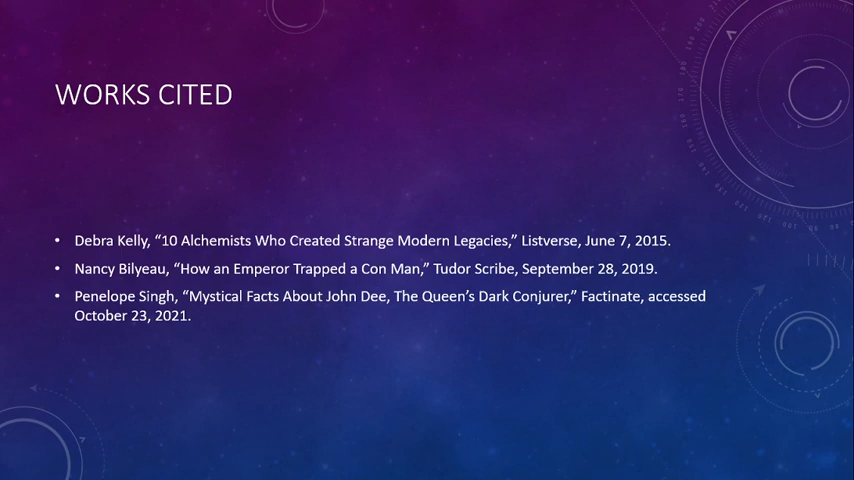 WORKS CITED
• Debra Kelly, “10 Alchemists Who Created Strange Modern Legacies,” Listverse, June 7, 2015.
• Nancy Bilyeau, “How an Emperor Trapped a Con Man,” Tudor Scribe, September 28, 2019.
• Penelope Singh, “Mystical Facts About John Dee, The Queen’s Dark Conjurer,” Factinate, accessed
October 23, 2021.